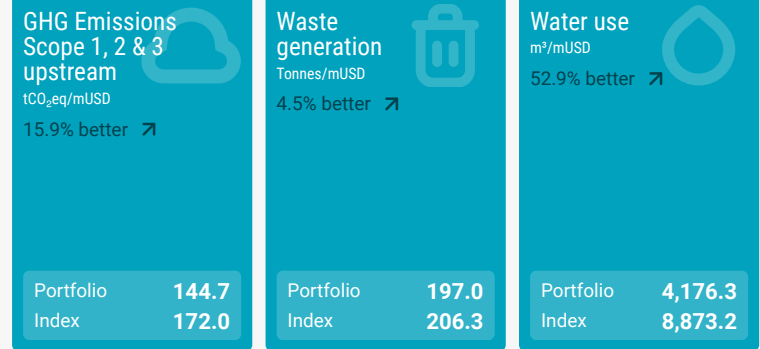 GHG Emissions
Scope 1, 2 & 3
upstream
tCO₂eq/mUSD
15.9% better
Portfolio 144.7
Index 172.0
Waste
generation
Tonnes/mUSD
4.5% better
Portfolio 197.0
Index 206.3
Water use
m³/mUSD
52.9% better
Portfolio 4,176.3
Index 8,873.2